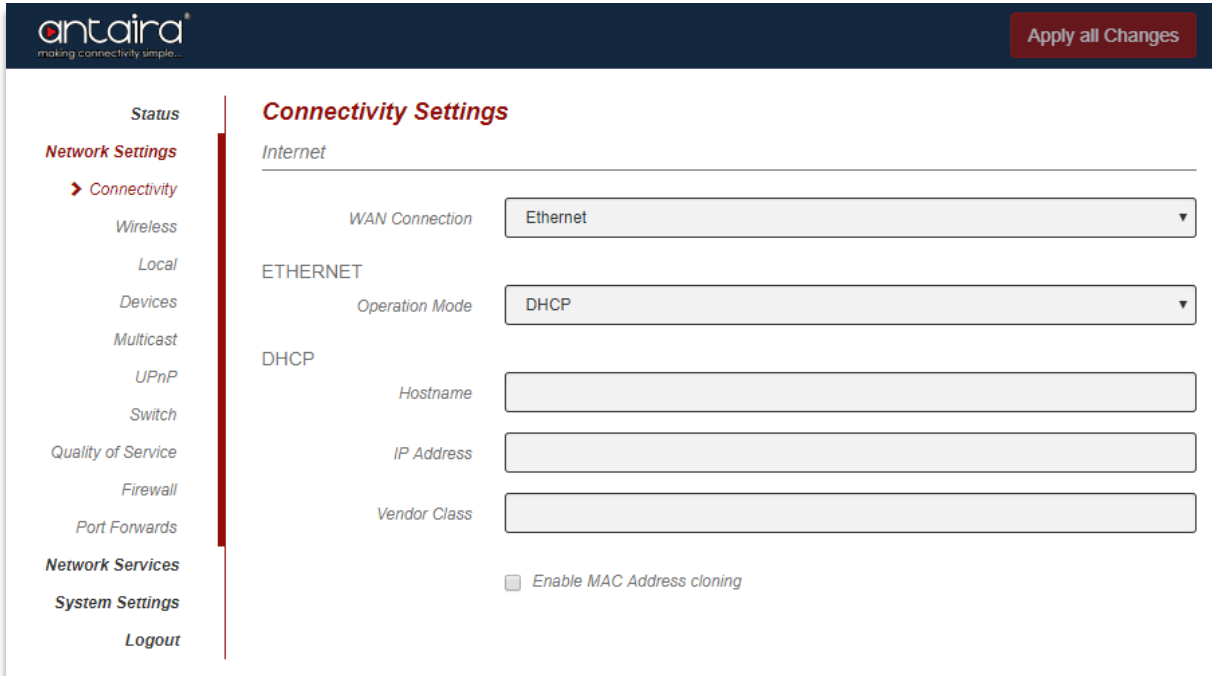 antaira®
making connectivity simple...
Apply all Changes
Status
Network Settings
Connectivity
Wireless
Local
Devices
Multicast
UPnP
Switch
Quality of Service
Firewall
Port Forwards
Network Services
System Settings
Logout
Connectivity Settings
Internet
WAN Connection Ethernet
ETHERNET
Operation Mode DHCP
DHCP
Hostname
IP Address
Vendor Class
Enable MAC Address cloning